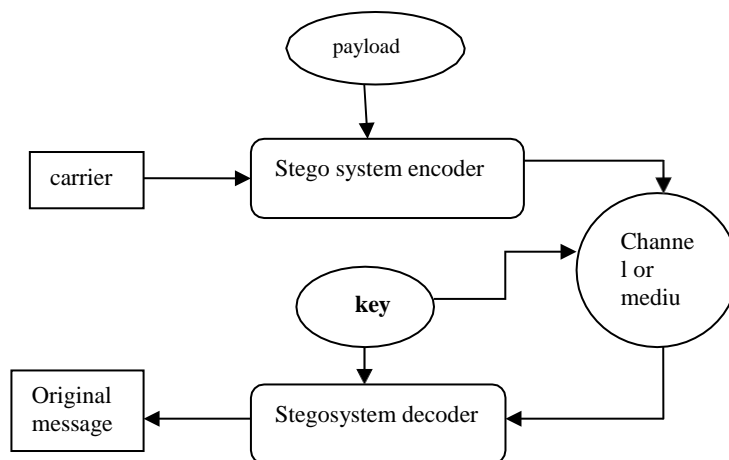 payload
Stego system encoder
carrier
Channe
l or
mediu
key
Original
message
Stegosystem decoder